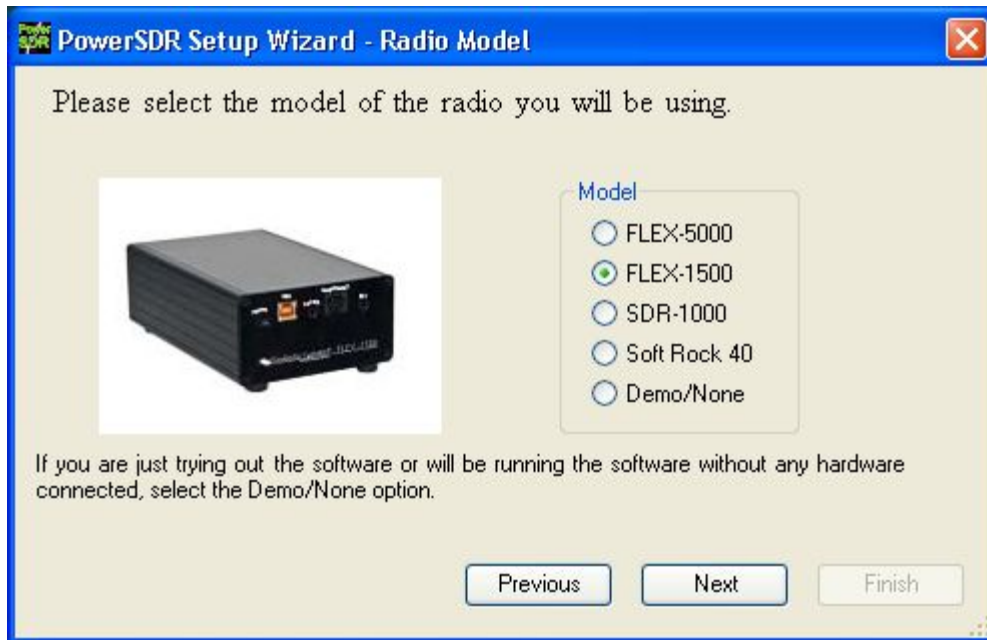 Power
SDR
PowerSDR Setup Wizard - Radio Model
Please select the model of the radio you will be using.
Model
FLEX-5000
FLEX-1500
SDR-1000
Soft Rock 40
Demo/None
If you are just trying out the software or will be running the software without any hardware
connected, select the Demo/None option.
Previous
Next
Finish